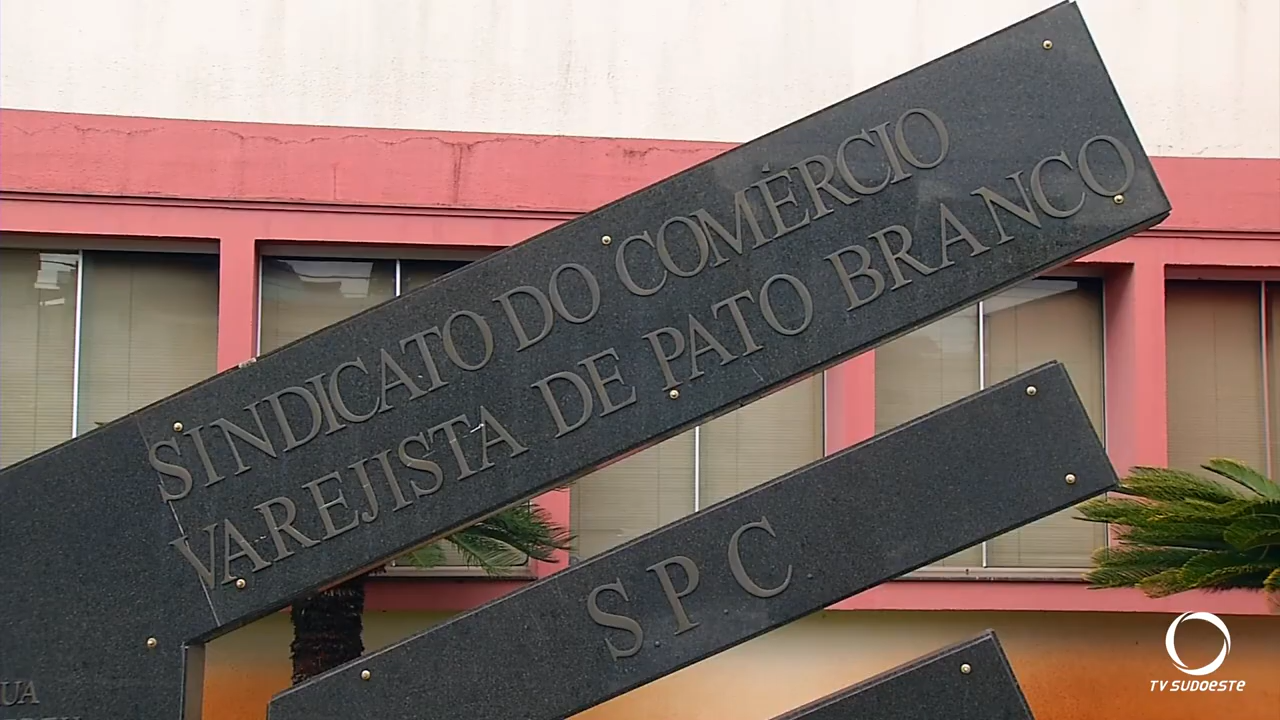 SINDICATO DO COMÉRCIO
VAREJISTA DE PATO BRANCO
SPC
UA
TV SUDOESTE